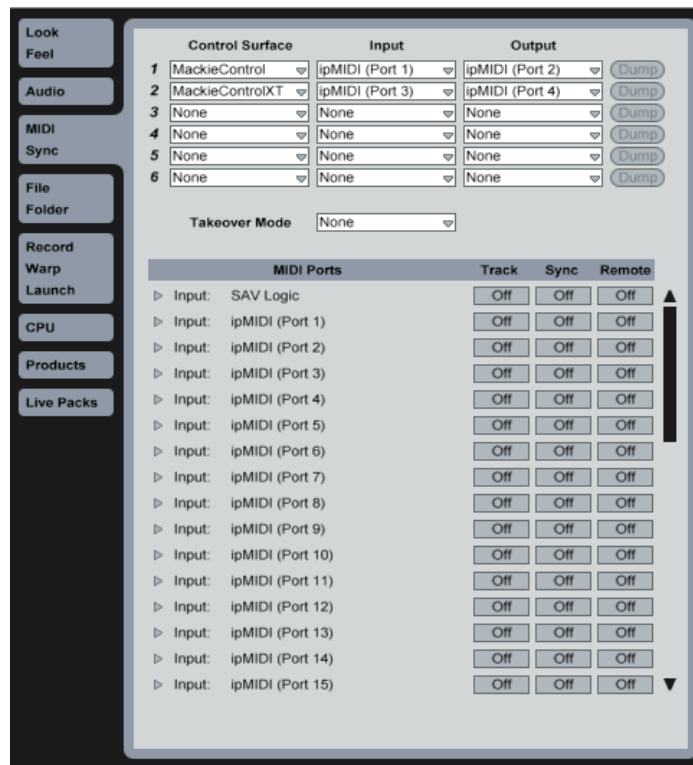 Look
Feel
Audio
MIDI
Sync
File
Folder
Record
Warp
Launch
CPU
Products
Live Packs
Control Surface Input Output
1 MackieControl ipMIDI (Port 1) ipMIDI (Port 2) Dump
2 MackieControlXT ipMIDI (Port 3) ipMIDI (Port 4) Dump
3 None None None Dump
4 None None None Dump
5 None None None Dump
6 None None None Dump
Takeover Mode None
MIDI Ports Track Sync Remote
Input: SAV Logic Off Off Off
Input: ipMIDI (Port 1) Off Off Off
Input: ipMIDI (Port 2) Off Off Off
Input: ipMIDI (Port 3) Off Off Off
Input: ipMIDI (Port 4) Off Off Off
Input: ipMIDI (Port 5) Off Off Off
Input: ipMIDI (Port 6) Off Off Off
Input: ipMIDI (Port 7) Off Off Off
Input: ipMIDI (Port 8) Off Off Off
Input: ipMIDI (Port 9) Off Off Off
Input: ipMIDI (Port 10) Off Off Off
Input: ipMIDI (Port 11) Off Off Off
Input: ipMIDI (Port 12) Off Off Off
Input: ipMIDI (Port 13) Off Off Off
Input: ipMIDI (Port 14) Off Off Off
Input: ipMIDI (Port 15) Off Off Off